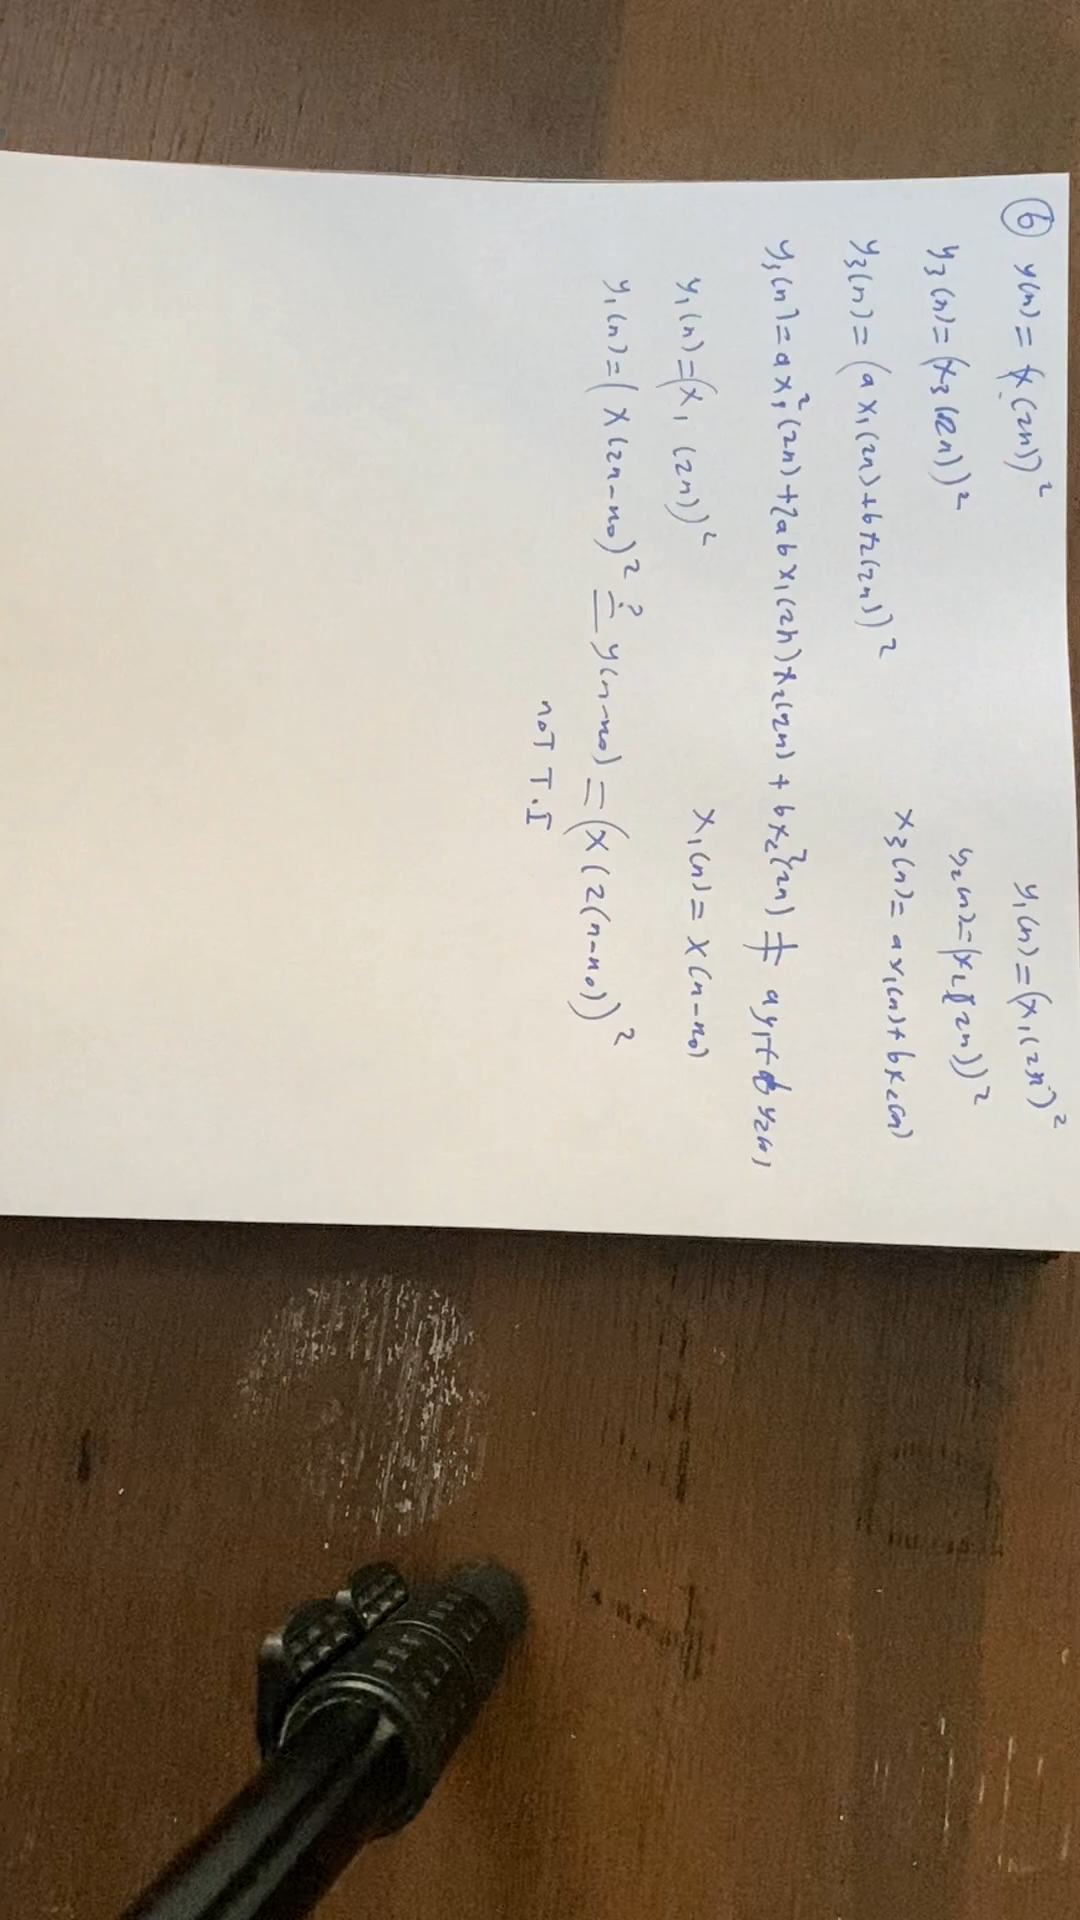 ⑥ y(n) = (x(2n))²
y₁(n) = (x₁(2n))²
y₃(n) = (x₃(2n))²
y₂(n) = (x₂(2n))²
y₃(n) = (a x₁(2n) + b x₂(2n))²
x₃(n) = a x₁(n) + b x₂(n)
y₃(n) = a x₁²(2n) + 2ab x₁(2n) x₂(2n) + b x₂²(2n) ≠ a y₁ + b y₂(n)
y₁(n) = (x₁ (2n))²
x₁(n) = x(n-n₀)
y₁(n) = (x(2n-n₀)² ≟ y(n-n₀) = (x(2(n-n₀))²
noT T.I